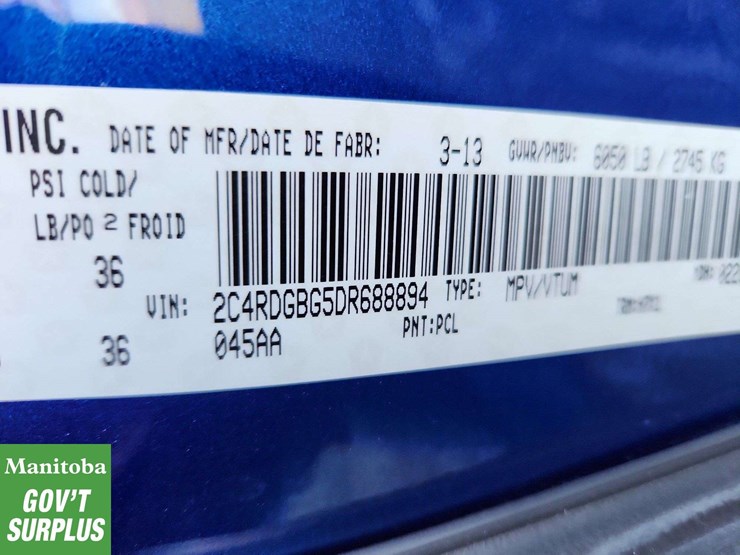 INC. DATE OF MFR/DATE DE FABR: 3-13 GVWR/PNBV: 6050 LB / 2745 KG
PSI COLD/
LB/PO 2 FROID
36
VIN: 2C4RDGBG5DR688894 TYPE: MPV/VTUM
36 045AA PNT:PCL
Manitoba
GOV'T
SURPLUS